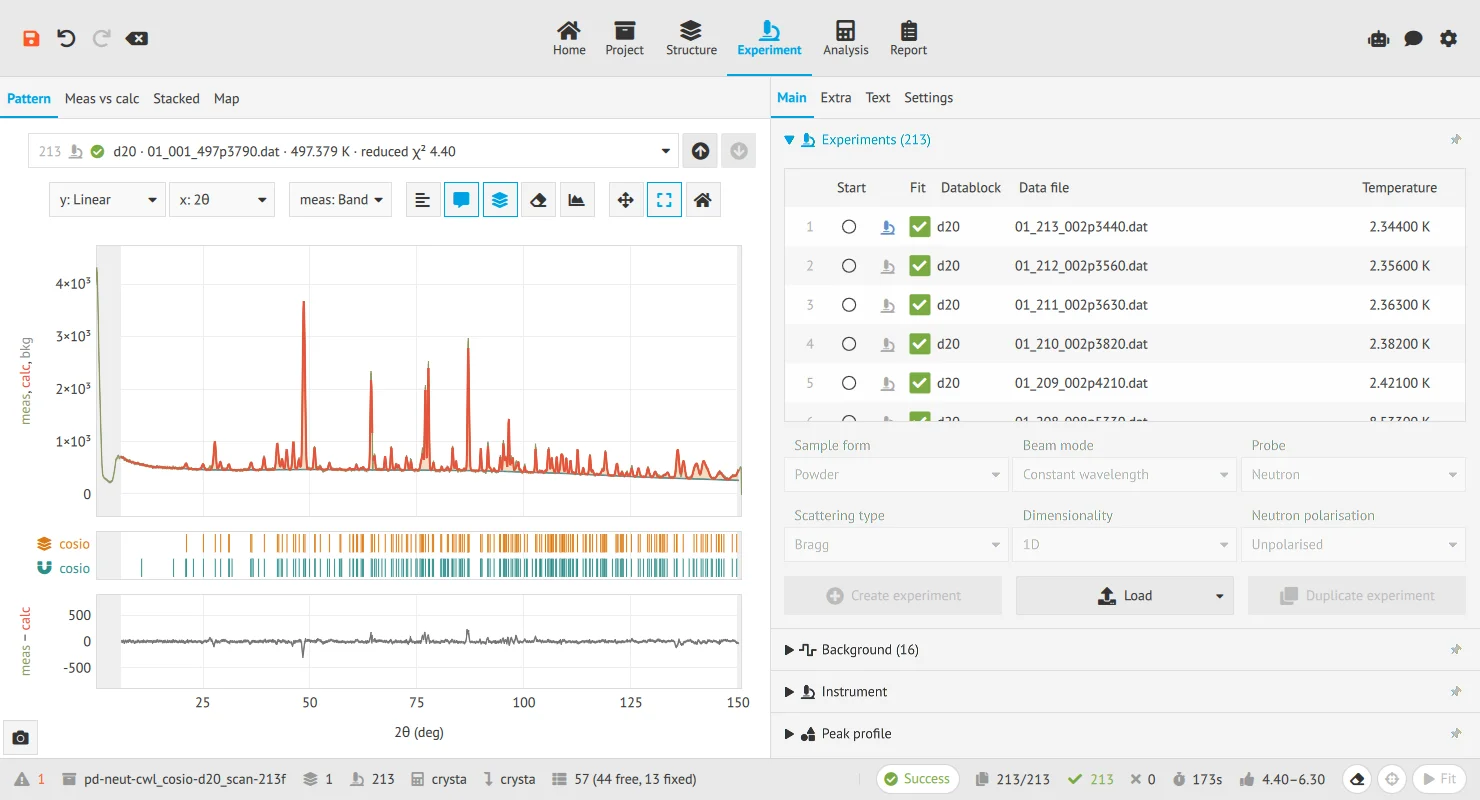 Home
Project
Structure
Experiment
Analysis
Report
Pattern
Meas vs calc
Stacked
Map
213 d20 · 01_001_497p3790.dat · 497.379 K · reduced χ² 4.40
y: Linear
x: 2θ
meas: Band
4×10³
3×10³
2×10³
1×10³
0
meas, calc, bkg
cosio
cosio
500
0
-500
meas − calc
25
50
75
100
125
150
2θ (deg)
Main
Extra
Text
Settings
Experiments (213)
Start Fit Datablock Data file Temperature
1 d20 01_213_002p3440.dat 2.34400 K
2 d20 01_212_002p3560.dat 2.35600 K
3 d20 01_211_002p3630.dat 2.36300 K
4 d20 01_210_002p3820.dat 2.38200 K
5 d20 01_209_002p4210.dat 2.42100 K
Sample form Beam mode Probe
Powder Constant wavelength Neutron
Scattering type Dimensionality Neutron polarisation
Bragg 1D Unpolarised
Create experiment Load Duplicate experiment
Background (16)
Instrument
Peak profile
1 pd-neut-cwl_cosio-d20_scan-213f 1 213 crysta crysta 57 (44 free, 13 fixed) Success 213/213 213 0 173s 4.40–6.30 Fit